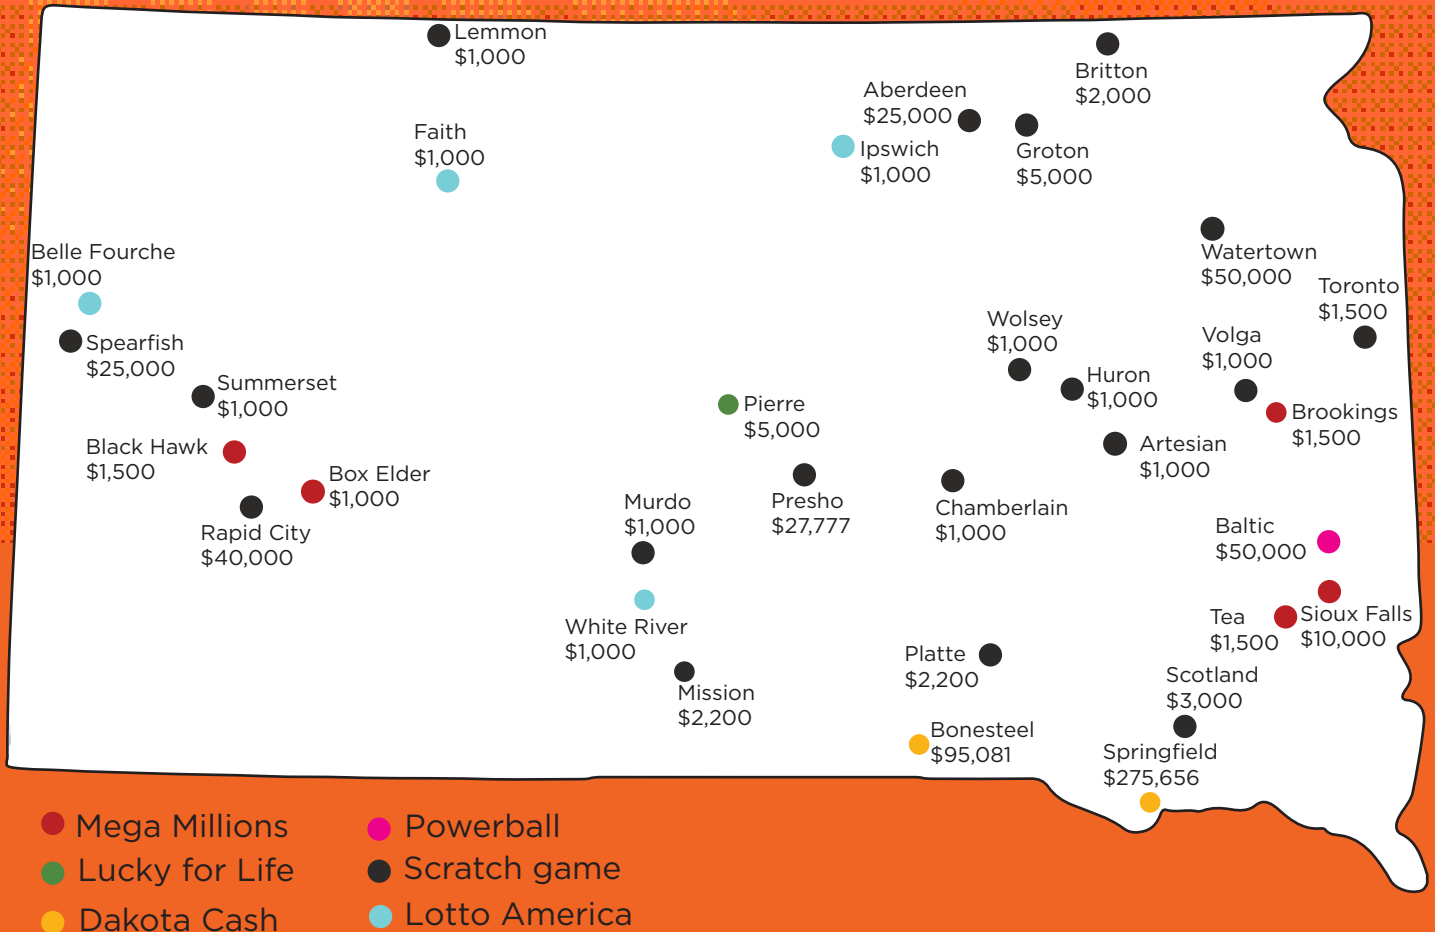 Lemmon
$1,000
Britton
$2,000
Aberdeen
$25,000
Groton
$5,000
Ipswich
$1,000
Faith
$1,000
Belle Fourche
$1,000
Spearfish
$25,000
Summerset
$1,000
Black Hawk
$1,500
Box Elder
$1,000
Rapid City
$40,000
Watertown
$50,000
Toronto
$1,500
Volga
$1,000
Brookings
$1,500
Wolsey
$1,000
Huron
$1,000
Artesian
$1,000
Pierre
$5,000
Presho
$27,777
Chamberlain
$1,000
Murdo
$1,000
White River
$1,000
Mission
$2,200
Baltic
$50,000
Sioux Falls
$10,000
Tea
$1,500
Platte
$2,200
Scotland
$3,000
Bonesteel
$95,081
Springfield
$275,656
Mega Millions
Lucky for Life
Dakota Cash
Powerball
Scratch game
Lotto America